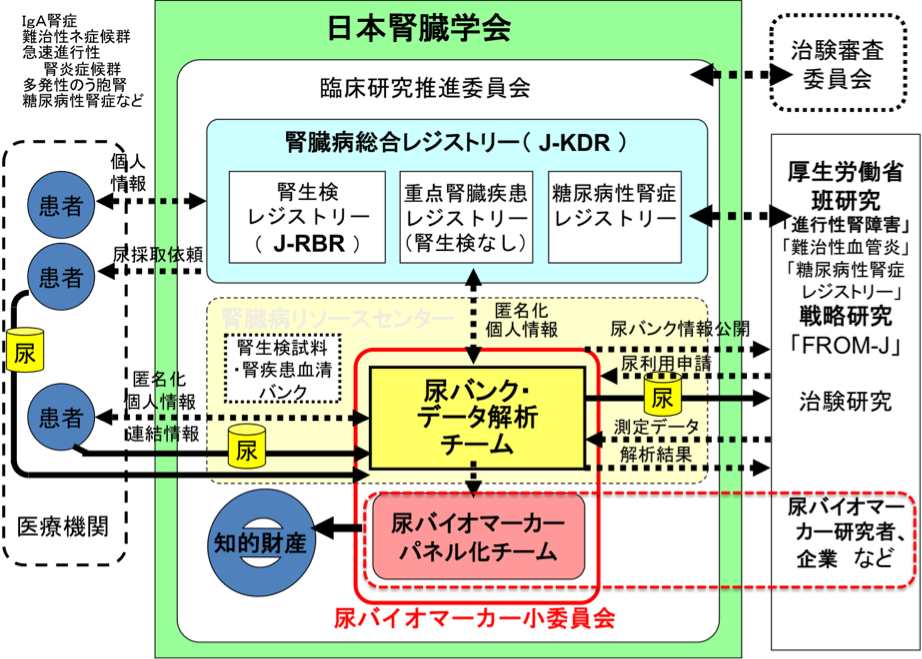 IgA腎症
難治性ネ症候群
急速進行性
腎炎症候群
多発性のう胞腎
糖尿病性腎症など
日本腎臓学会
臨床研究推進委員会
治験審査
委員会
腎臓病総合レジストリー( J-KDR )
腎生検
レジストリー
( J-RBR )
重点腎臓疾患
レジストリー
(腎生検なし)
糖尿病性腎症
レジストリー
個人
情報
患者
尿採取依頼
患者
尿
患者
医療機関
匿名化
個人情報
連結情報
尿
腎臓病リソースセンター
腎生検試料
・腎疾患血清
バンク
匿名化
個人情報
尿バンク・
データ解析
チーム
尿バイオマーカー
パネル化チーム
知的財産
尿バイオマーカー小委員会
尿バンク情報公開
尿利用申請
尿
測定データ
解析結果
厚生労働省
班研究
「進行性腎障害」
「難治性血管炎」
「糖尿病性腎症
レジストリー」
戦略研究
「FROM-J」
治験研究
尿バイオマー
カー研究者、
企業 など